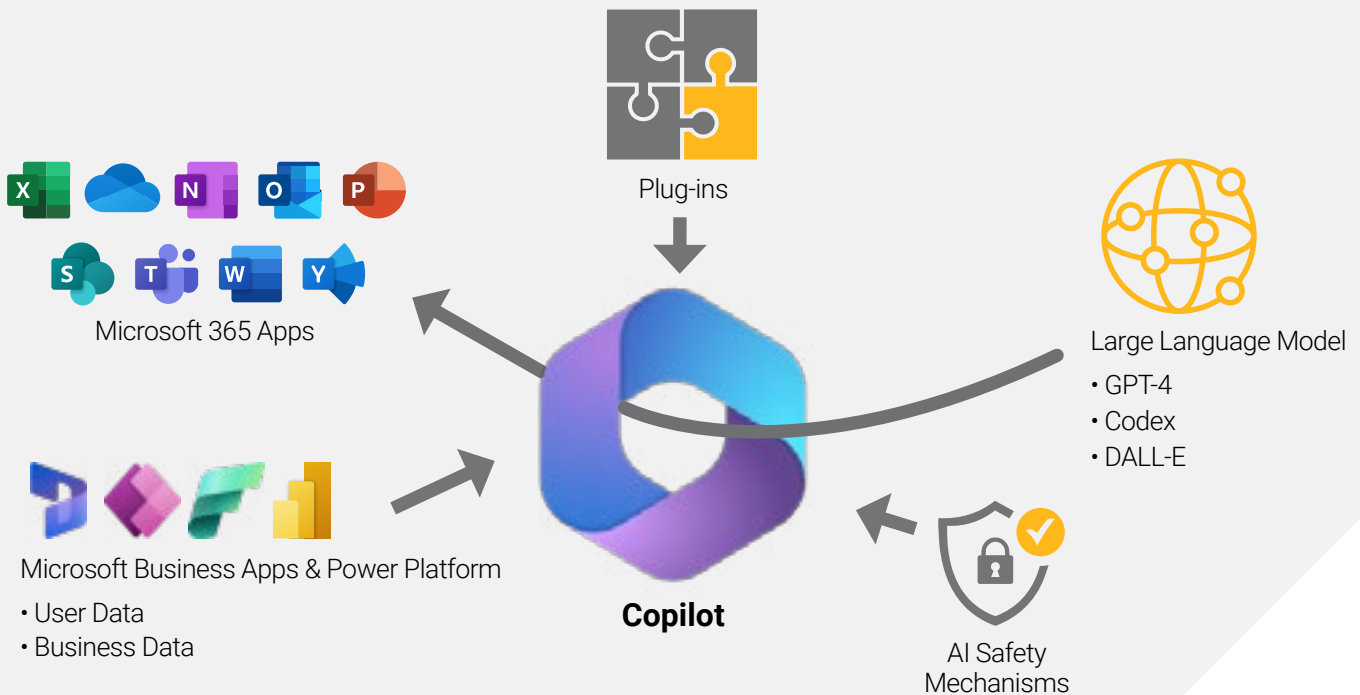 Plug-ins
X
N
O
P
S
T
W
Y
Microsoft 365 Apps
Large Language Model
• GPT-4
• Codex
• DALL-E
Microsoft Business Apps & Power Platform
• User Data
• Business Data
Copilot
AI Safety
Mechanisms